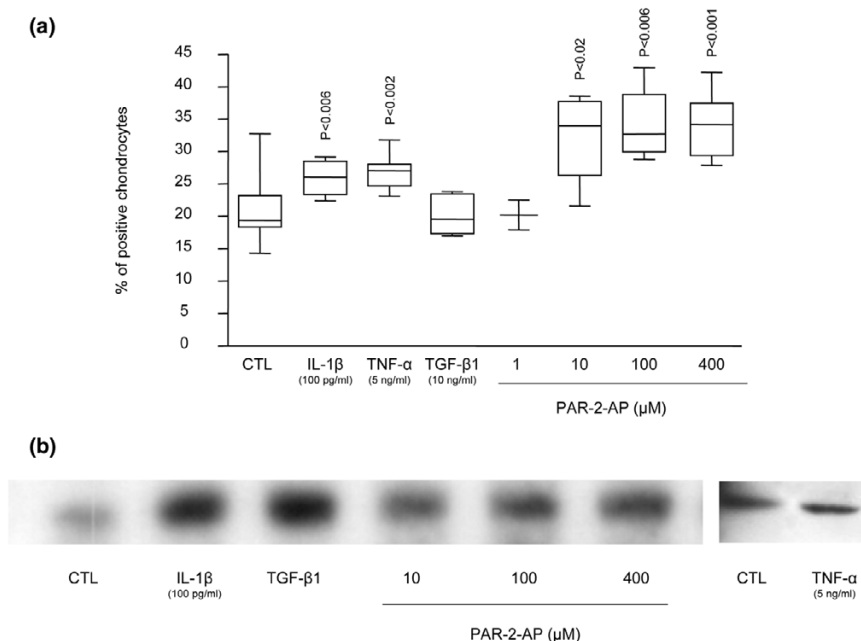 (a)
% of positive chondrocytes
45
40
35
30
25
20
15
10
5
0
P<0.006
P<0.002
P<0.02
P<0.006
P<0.001
CTL IL-1β TNF-α TGF-β1 1 10 100 400
(100 pg/ml) (5 ng/ml) (10 ng/ml)
PAR-2-AP (µM)
(b)
CTL IL-1β TGF-β1 10 100 400 CTL TNF-α
(100 pg/ml) (5 ng/ml)
PAR-2-AP (µM)